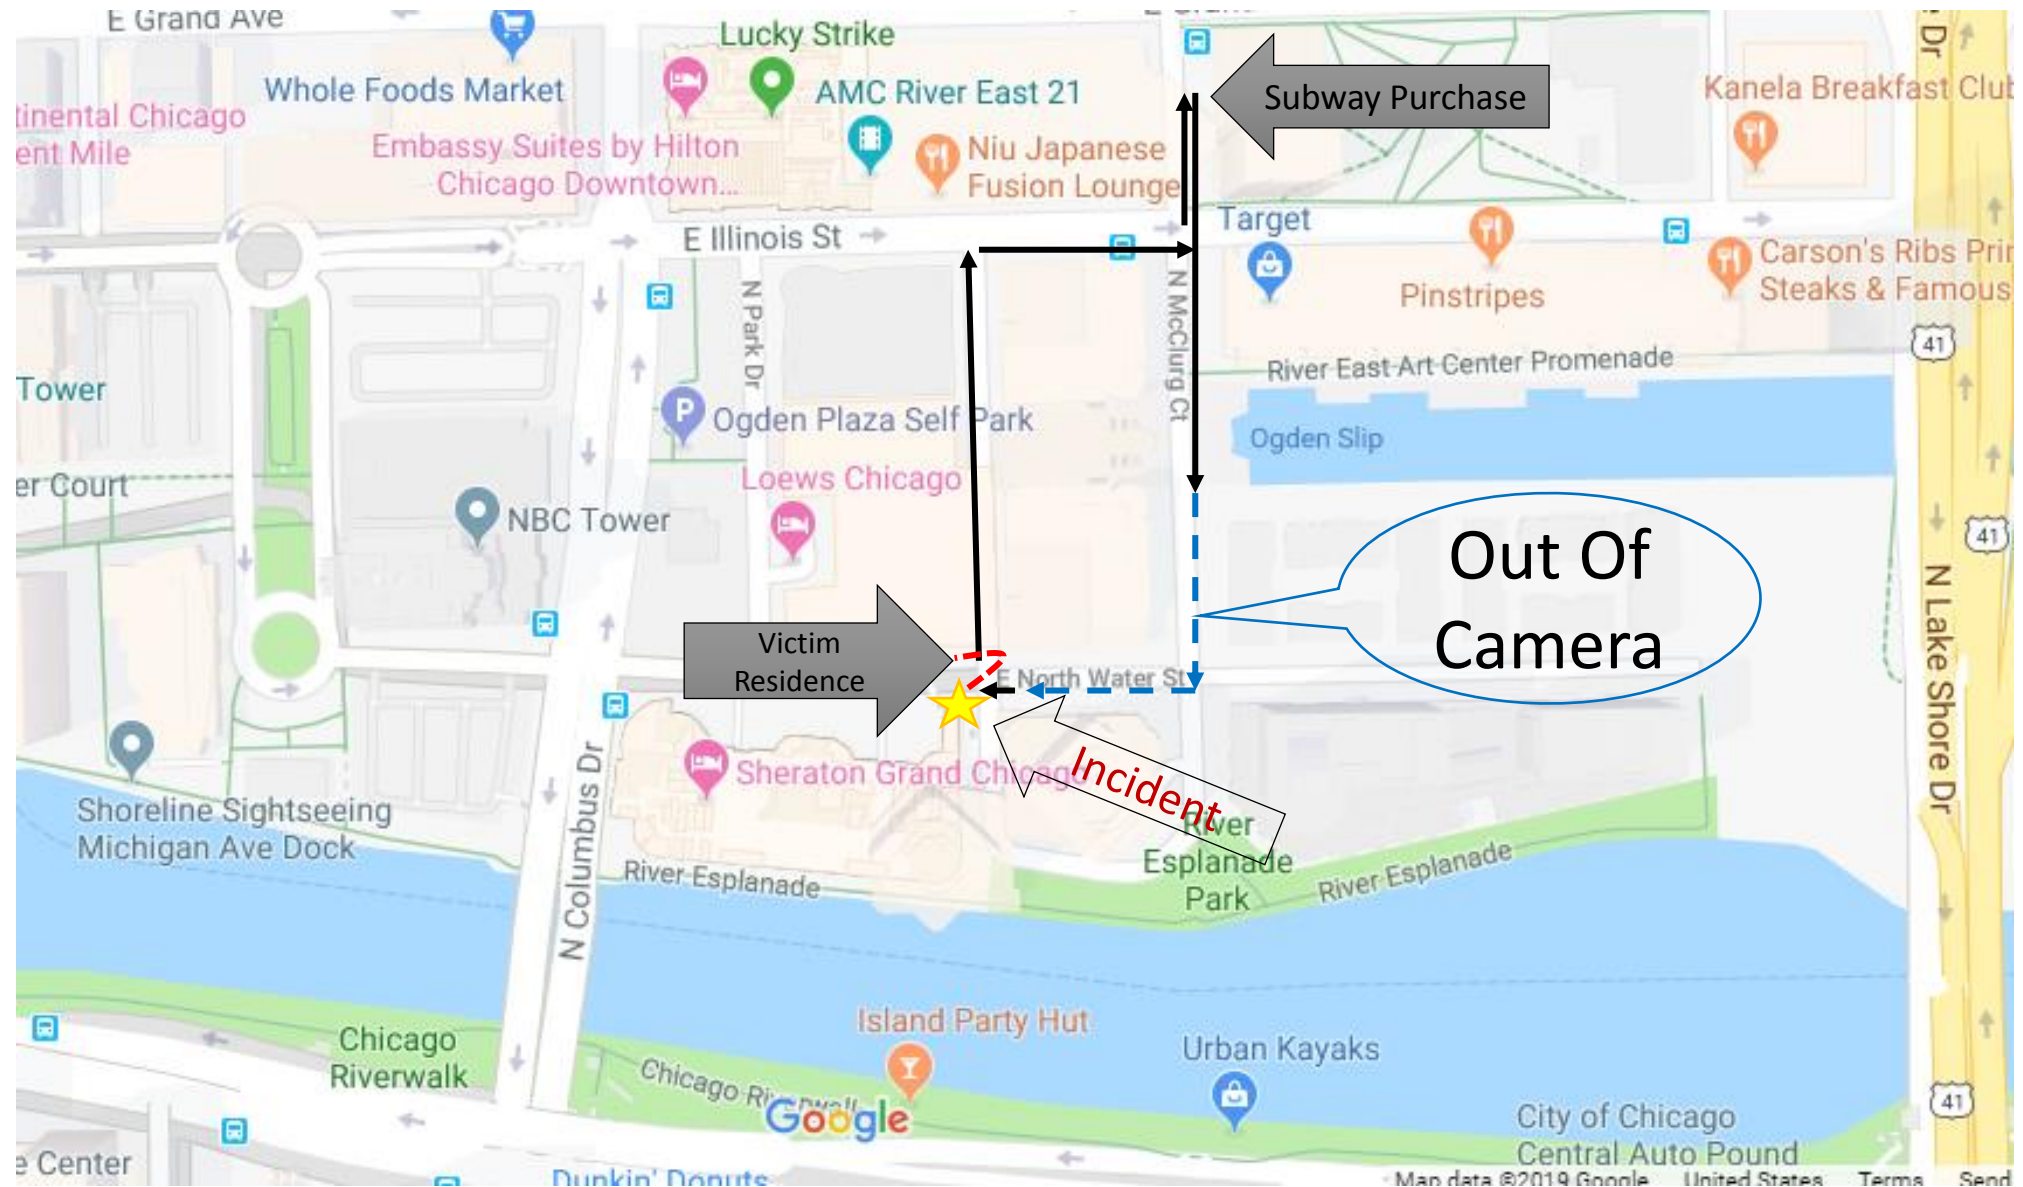 E Grand Ave
Lucky Strike
Whole Foods Market
AMC River East 21
Subway Purchase
Kanela Breakfast Club
tinental Chicago
ent Mile
Embassy Suites by Hilton
Chicago Downtown...
Niu Japanese
Fusion Lounge
Dr
E Illinois St
Target
Carson's Ribs Prin
Steaks & Famous
Pinstripes
N Park Dr
N McClurg Ct
41
River East Art Center Promenade
Tower
Ogden Plaza Self Park
P
Ogden Slip
er Court
Loews Chicago
NBC Tower
Out Of
Camera
41
Victim
Residence
E North Water St
N Lake Shore Dr
Sheraton Grand Chicago
Incident
River
Esplanade
Park
Shoreline Sightseeing
Michigan Ave Dock
N Columbus Dr
River Esplanade
River Esplanade
Island Party Hut
Chicago
Riverwalk
Urban Kayaks
Chicago Riverwalk
Google
41
City of Chicago
Central Auto Pound
e Center
Dunkin' Donuts
Map data ©2019 Google United States Terms Send